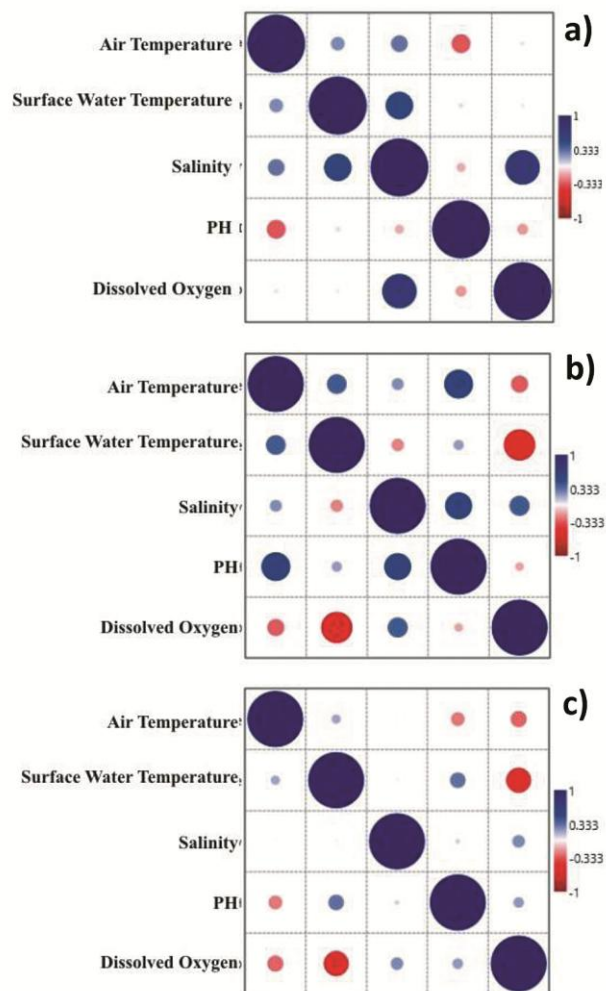 a)
Air Temperature
Surface Water Temperature
Salinity
PH
Dissolved Oxygen
1
0.333
-0.333
-1
b)
Air Temperature
Surface Water Temperature
Salinity
PH
Dissolved Oxygen
1
0.333
-0.333
-1
c)
Air Temperature
Surface Water Temperature
Salinity
PH
Dissolved Oxygen
1
0.333
-0.333
-1